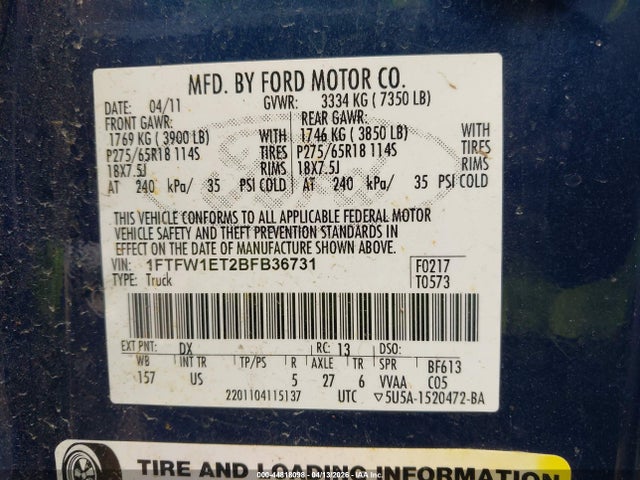 MFD. BY FORD MOTOR CO.
DATE: 04/11 GVWR: 3334 KG ( 7350 LB)
FRONT GAWR: REAR GAWR:
1769 KG ( 3900 LB) WITH 1746 KG ( 3850 LB) WITH
P275/65R18 114S TIRES P275/65R18 114S TIRES
18X7.5J RIMS 18X7.5J RIMS
AT 240 kPa/ 35 PSI COLD AT 240 kPa/ 35 PSI COLD
THIS VEHICLE CONFORMS TO ALL APPLICABLE FEDERAL MOTOR
VEHICLE SAFETY AND THEFT PREVENTION STANDARDS IN
EFFECT ON THE DATE OF MANUFACTURE SHOWN ABOVE.
VIN: 1FTFW1ET2BFB36731 F0217
TYPE: Truck T0573
EXT PNT: DX RC: 13 DSO:
WB INT TR TP/PS R AXLE TR SPR BF613
157 US 5 27 6 VVAA C05
2201104115137 UTC ▽5U5A-1520472-BA
TIRE AND LOADING INFORMATION
(000-44818098 - 04/13/2026 - IAA Inc.)